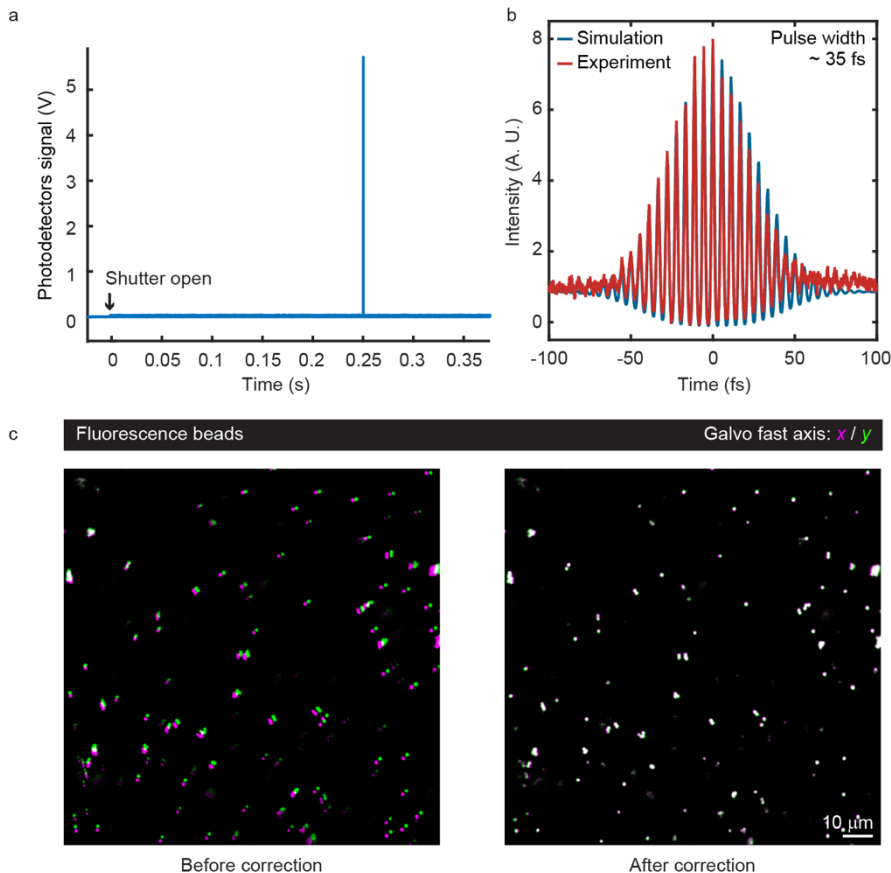 a
Photodetectors signal (V)
5
4
3
2
1
0
Shutter open
0 0.05 0.1 0.15 0.2 0.25 0.3 0.35
Time (s)
b
Intensity (A. U.)
8
6
4
2
0
Simulation
Experiment
Pulse width
~ 35 fs
-100 -50 0 50 100
Time (fs)
c
Fluorescence beads
Galvo fast axis: x / y
10 μm
Before correction
After correction